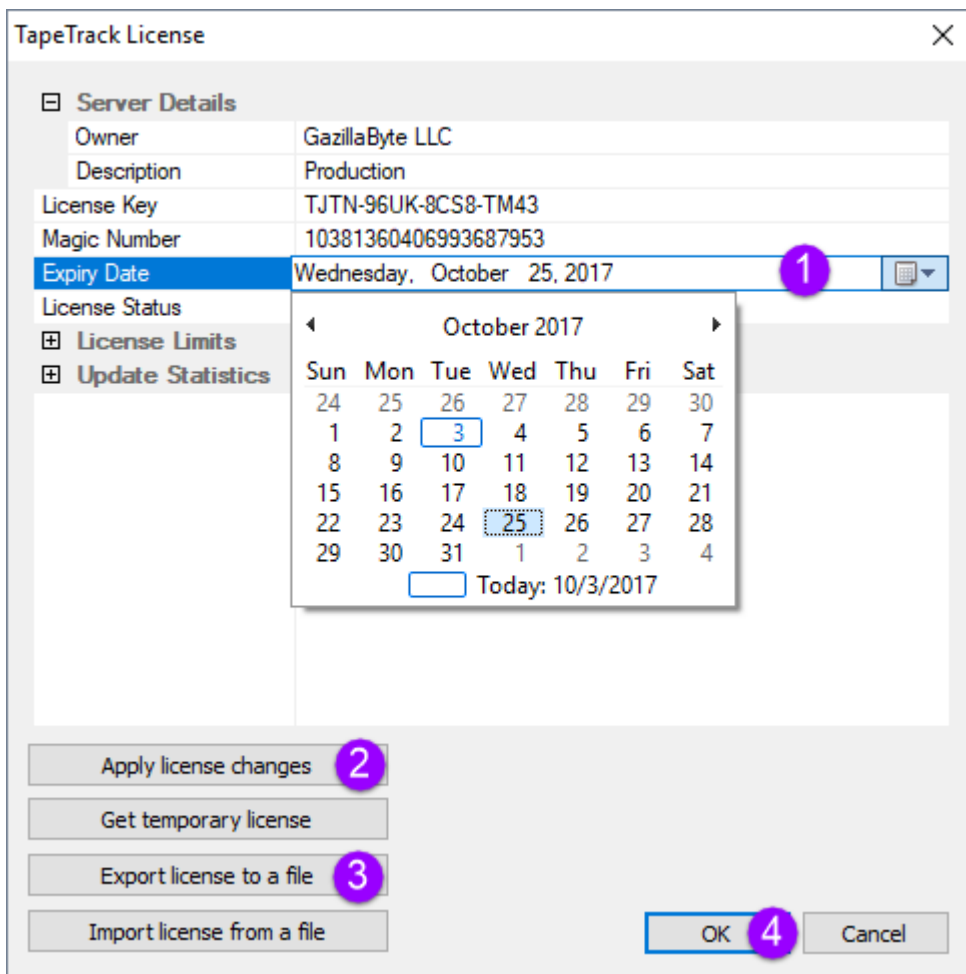 TapeTrack License
Server Details
Owner GazillaByte LLC
Description Production
License Key TJTN-96UK-8CS8-TM43
Magic Number 10381360406993687953
Expiry Date Wednesday, October 25, 2017 1
License Status
October 2017
License Limits
Update Statistics
Sun Mon Tue Wed Thu Fri Sat
24 25 26 27 28 29 30
1 2 3 4 5 6 7
8 9 10 11 12 13 14
15 16 17 18 19 20 21
22 23 24 25 26 27 28
29 30 31 1 2 3 4
Today: 10/3/2017
Apply license changes 2
Get temporary license
Export license to a file 3
Import license from a file
OK 4 Cancel